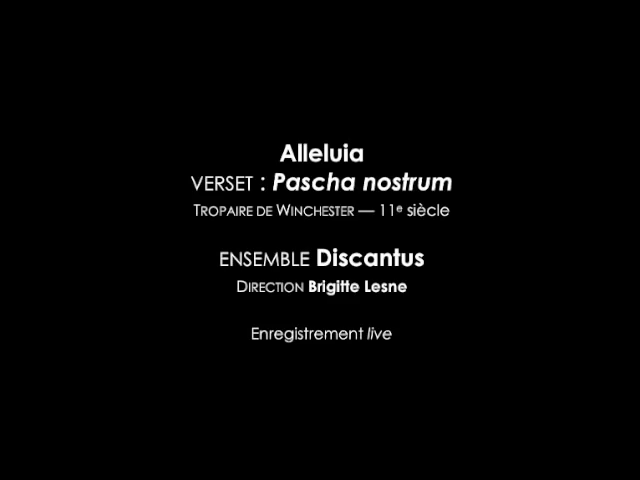 Alleluia
VERSET : Pascha nostrum
TROPAIRE DE WINCHESTER — 11e siècle
ENSEMBLE Discantus
DIRECTION Brigitte Lesne
Enregistrement live